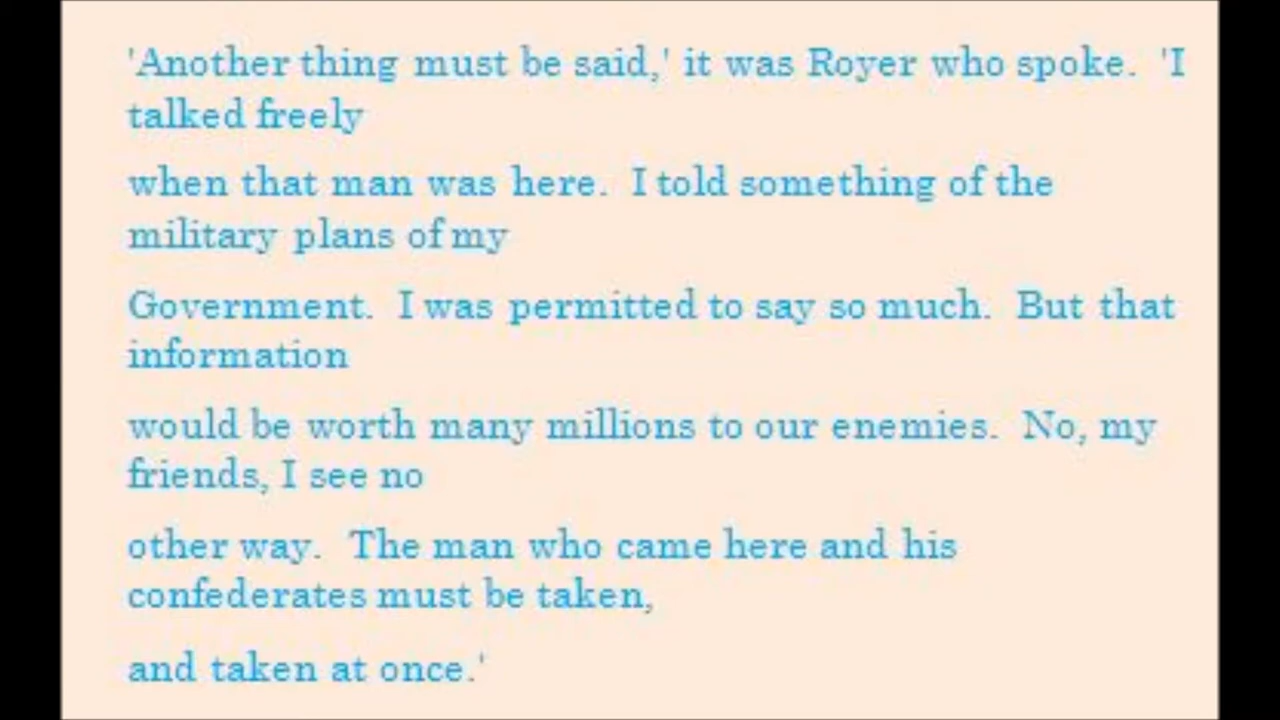 'Another thing must be said,' it was Royer who spoke.  'I
talked freely
when that man was here.  I told something of the
military plans of my
Government.  I was permitted to say so much.  But that
information
would be worth many millions to our enemies.  No, my
friends, I see no
other way.  The man who came here and his
confederates must be taken,
and taken at once.'